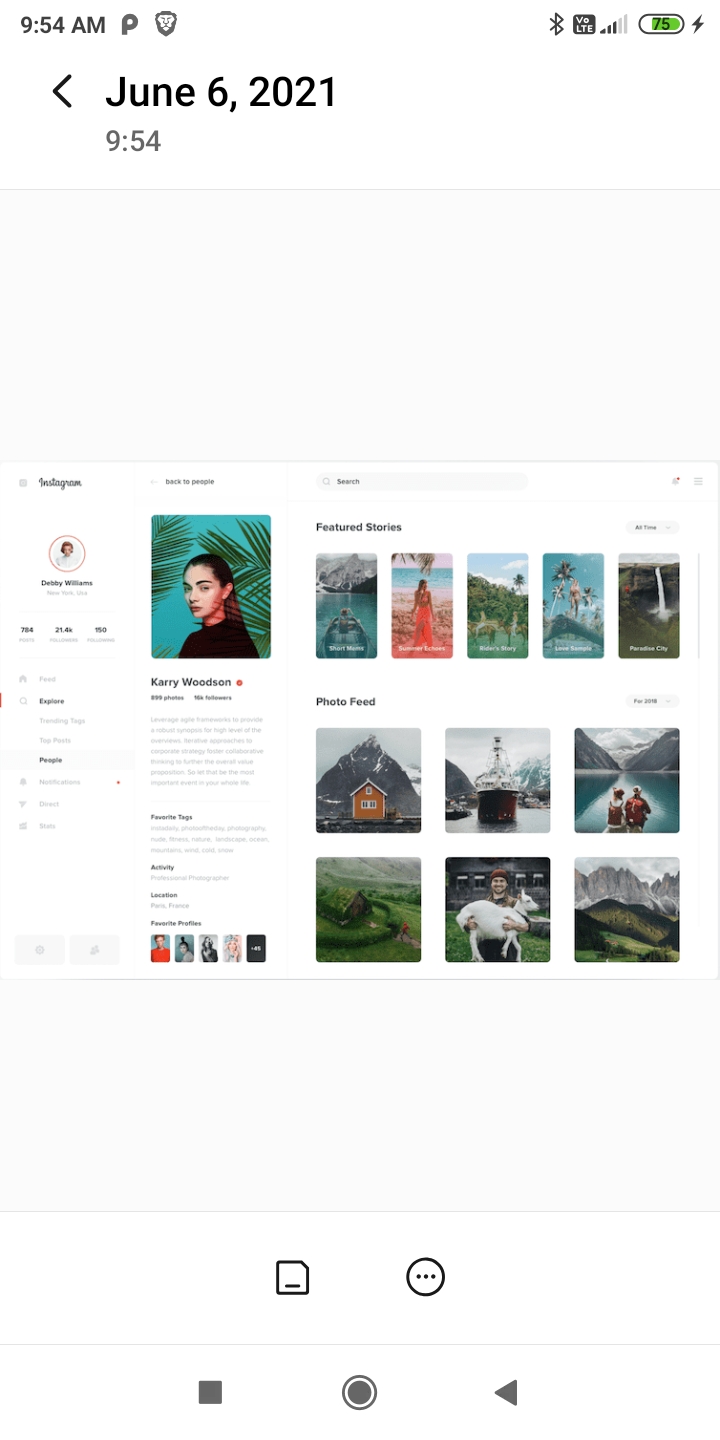 9:54 AM
Vo LTE
75
June 6, 2021
9:54
Instagram
back to people
Search
Debby Williams
New York, Usa
784
21.4k
150
POSTS
FOLLOWERS
FOLLOWING
Feed
Explore
Trending Tags
Top Posts
People
Notifications
Direct
Stats
Karry Woodson
899 photos 16k followers
Leverage agile frameworks to provide
a robust synopsis for high level of the
overviews. Iterative approaches to
corporate strategy foster collaborative
thinking to further the overall value
proposition. So let that be the most
important event in your whole life.
Favorite Tags
instadaily, photooftheday, photography,
nude, fitness, nature, landscape, ocean,
mountains, wind, cold, snow
Activity
Professional Photographer
Location
Paris, France
Favorite Profiles
+45
Featured Stories
All Time
Short Moms
Summer Echoes
Rider's Story
Lose Sample
Paradise City
Photo Feed
For 2018